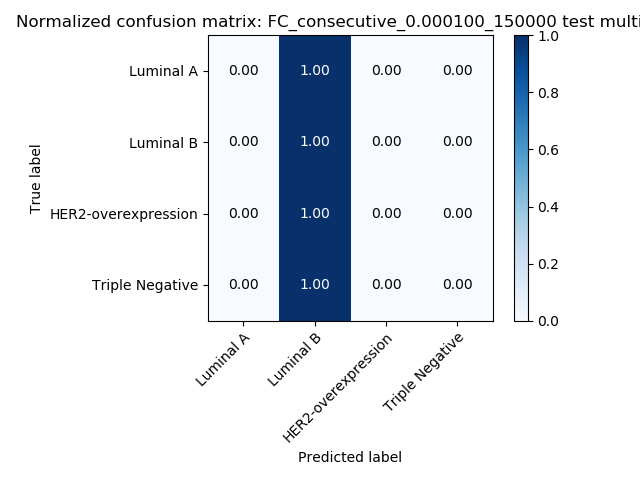 Normalized confusion matrix: FC_consecutive_0.000100_150000 test multi
True label
Luminal A 0.00 1.00 0.00 0.00
Luminal B 0.00 1.00 0.00 0.00
HER2-overexpression 0.00 1.00 0.00 0.00
Triple Negative 0.00 1.00 0.00 0.00
Luminal A
Luminal B
HER2-overexpression
Triple Negative
Predicted label
1.0
0.8
0.6
0.4
0.2
0.0